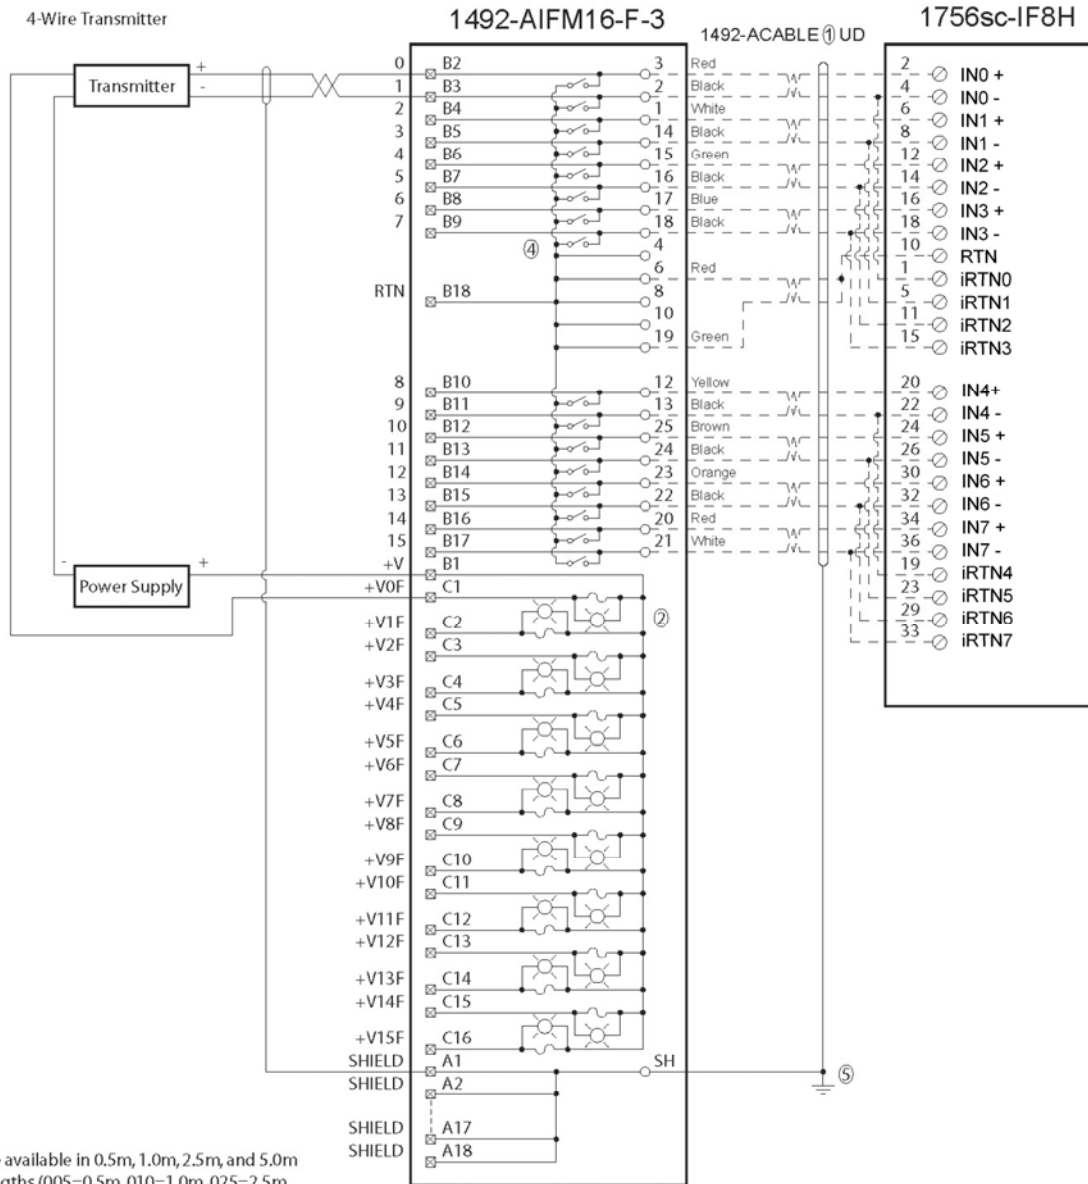 4-Wire Transmitter
1492-AIFM16-F-3
1492-ACABLE ① UD
1756sc-IF8H
Transmitter
+
-
0 B2 3 Red 2 IN0 +
1 B3 2 Black 4 IN0 -
2 B4 1 White 6 IN1 +
3 B5 14 Black 8 IN1 -
4 B6 15 Green 12 IN2 +
5 B7 16 Black 14 IN2 -
6 B8 17 Blue 16 IN3 +
7 B9 18 Black 18 IN3 -
④ 4 10 RTN
6 Red 1 iRTN0
RTN B18 8 5 iRTN1
10 11 iRTN2
19 Green 15 iRTN3
8 B10 12 Yellow 20 IN4+
9 B11 13 Black 22 IN4 -
10 B12 25 Brown 24 IN5 +
11 B13 24 Black 26 IN5 -
12 B14 23 Orange 30 IN6 +
13 B15 22 Black 32 IN6 -
14 B16 20 Red 34 IN7 +
15 B17 21 White 36 IN7 -
+V B1 19 iRTN4
- Power Supply +
+V0F C1 23 iRTN5
+V1F C2 ② 29 iRTN6
+V2F C3 33 iRTN7
+V3F C4
+V4F C5
+V5F C6
+V6F C7
+V7F C8
+V8F C9
+V9F C10
+V10F C11
+V11F C12
+V12F C13
+V13F C14
+V14F C15
+V15F C16
SHIELD A1 SH ⑤
SHIELD A2
SHIELD A17
SHIELD A18
available in 0.5m, 1.0m, 2.5m, and 5.0m
(005=0.5m, 010=1.0m, 025=2.5m,